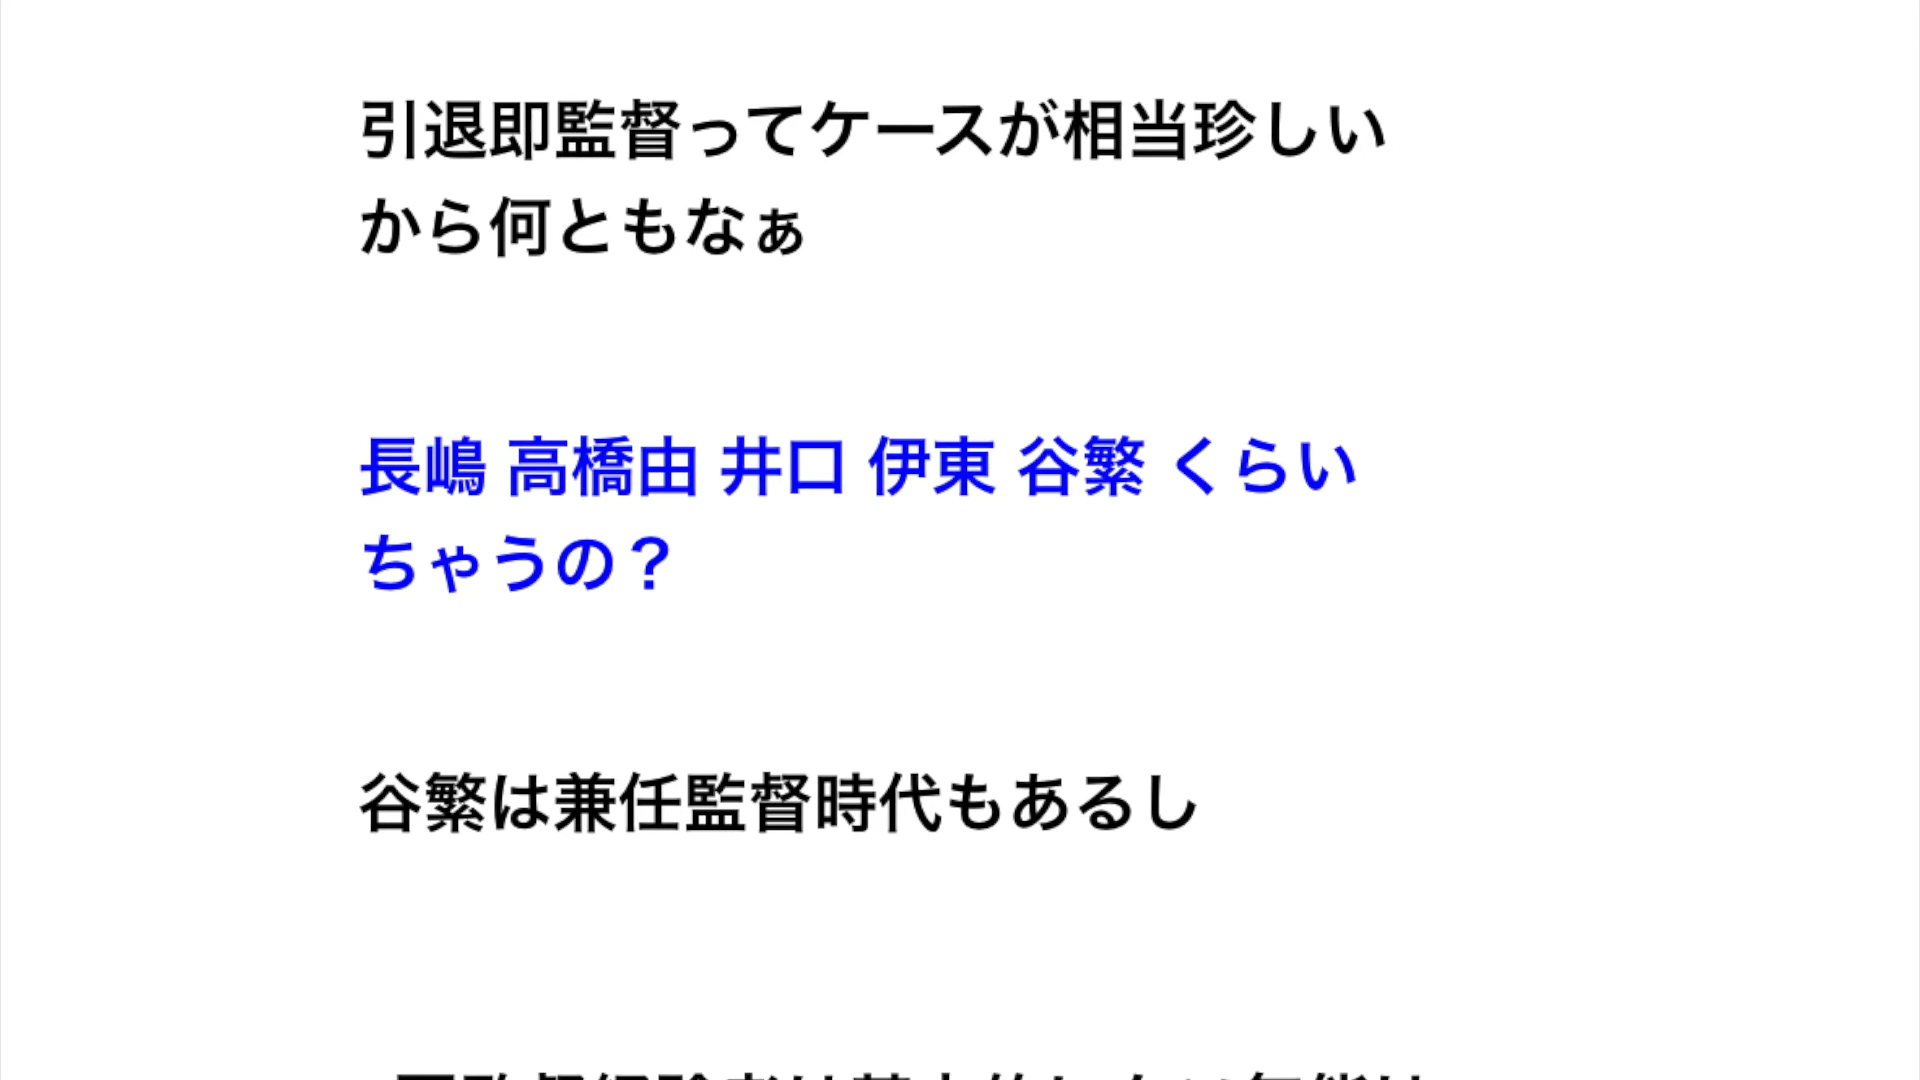 引退即監督ってケースが相当珍しい
から何ともなぁ
長嶋 高橋由 井口 伊東 谷繁 くらい
ちゃうの？
谷繁は兼任監督時代もあるし